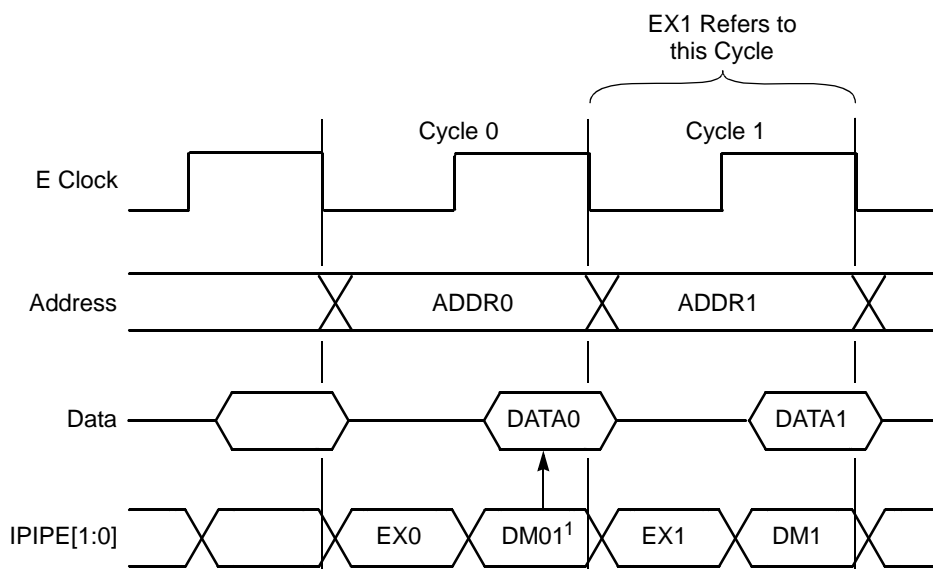 EX1 Refers to
this Cycle
Cycle 0
Cycle 1
E Clock
Address
ADDR0
ADDR1
Data
DATA0
DATA1
IPIPE[1:0]
EX0
DM01¹
EX1
DM1